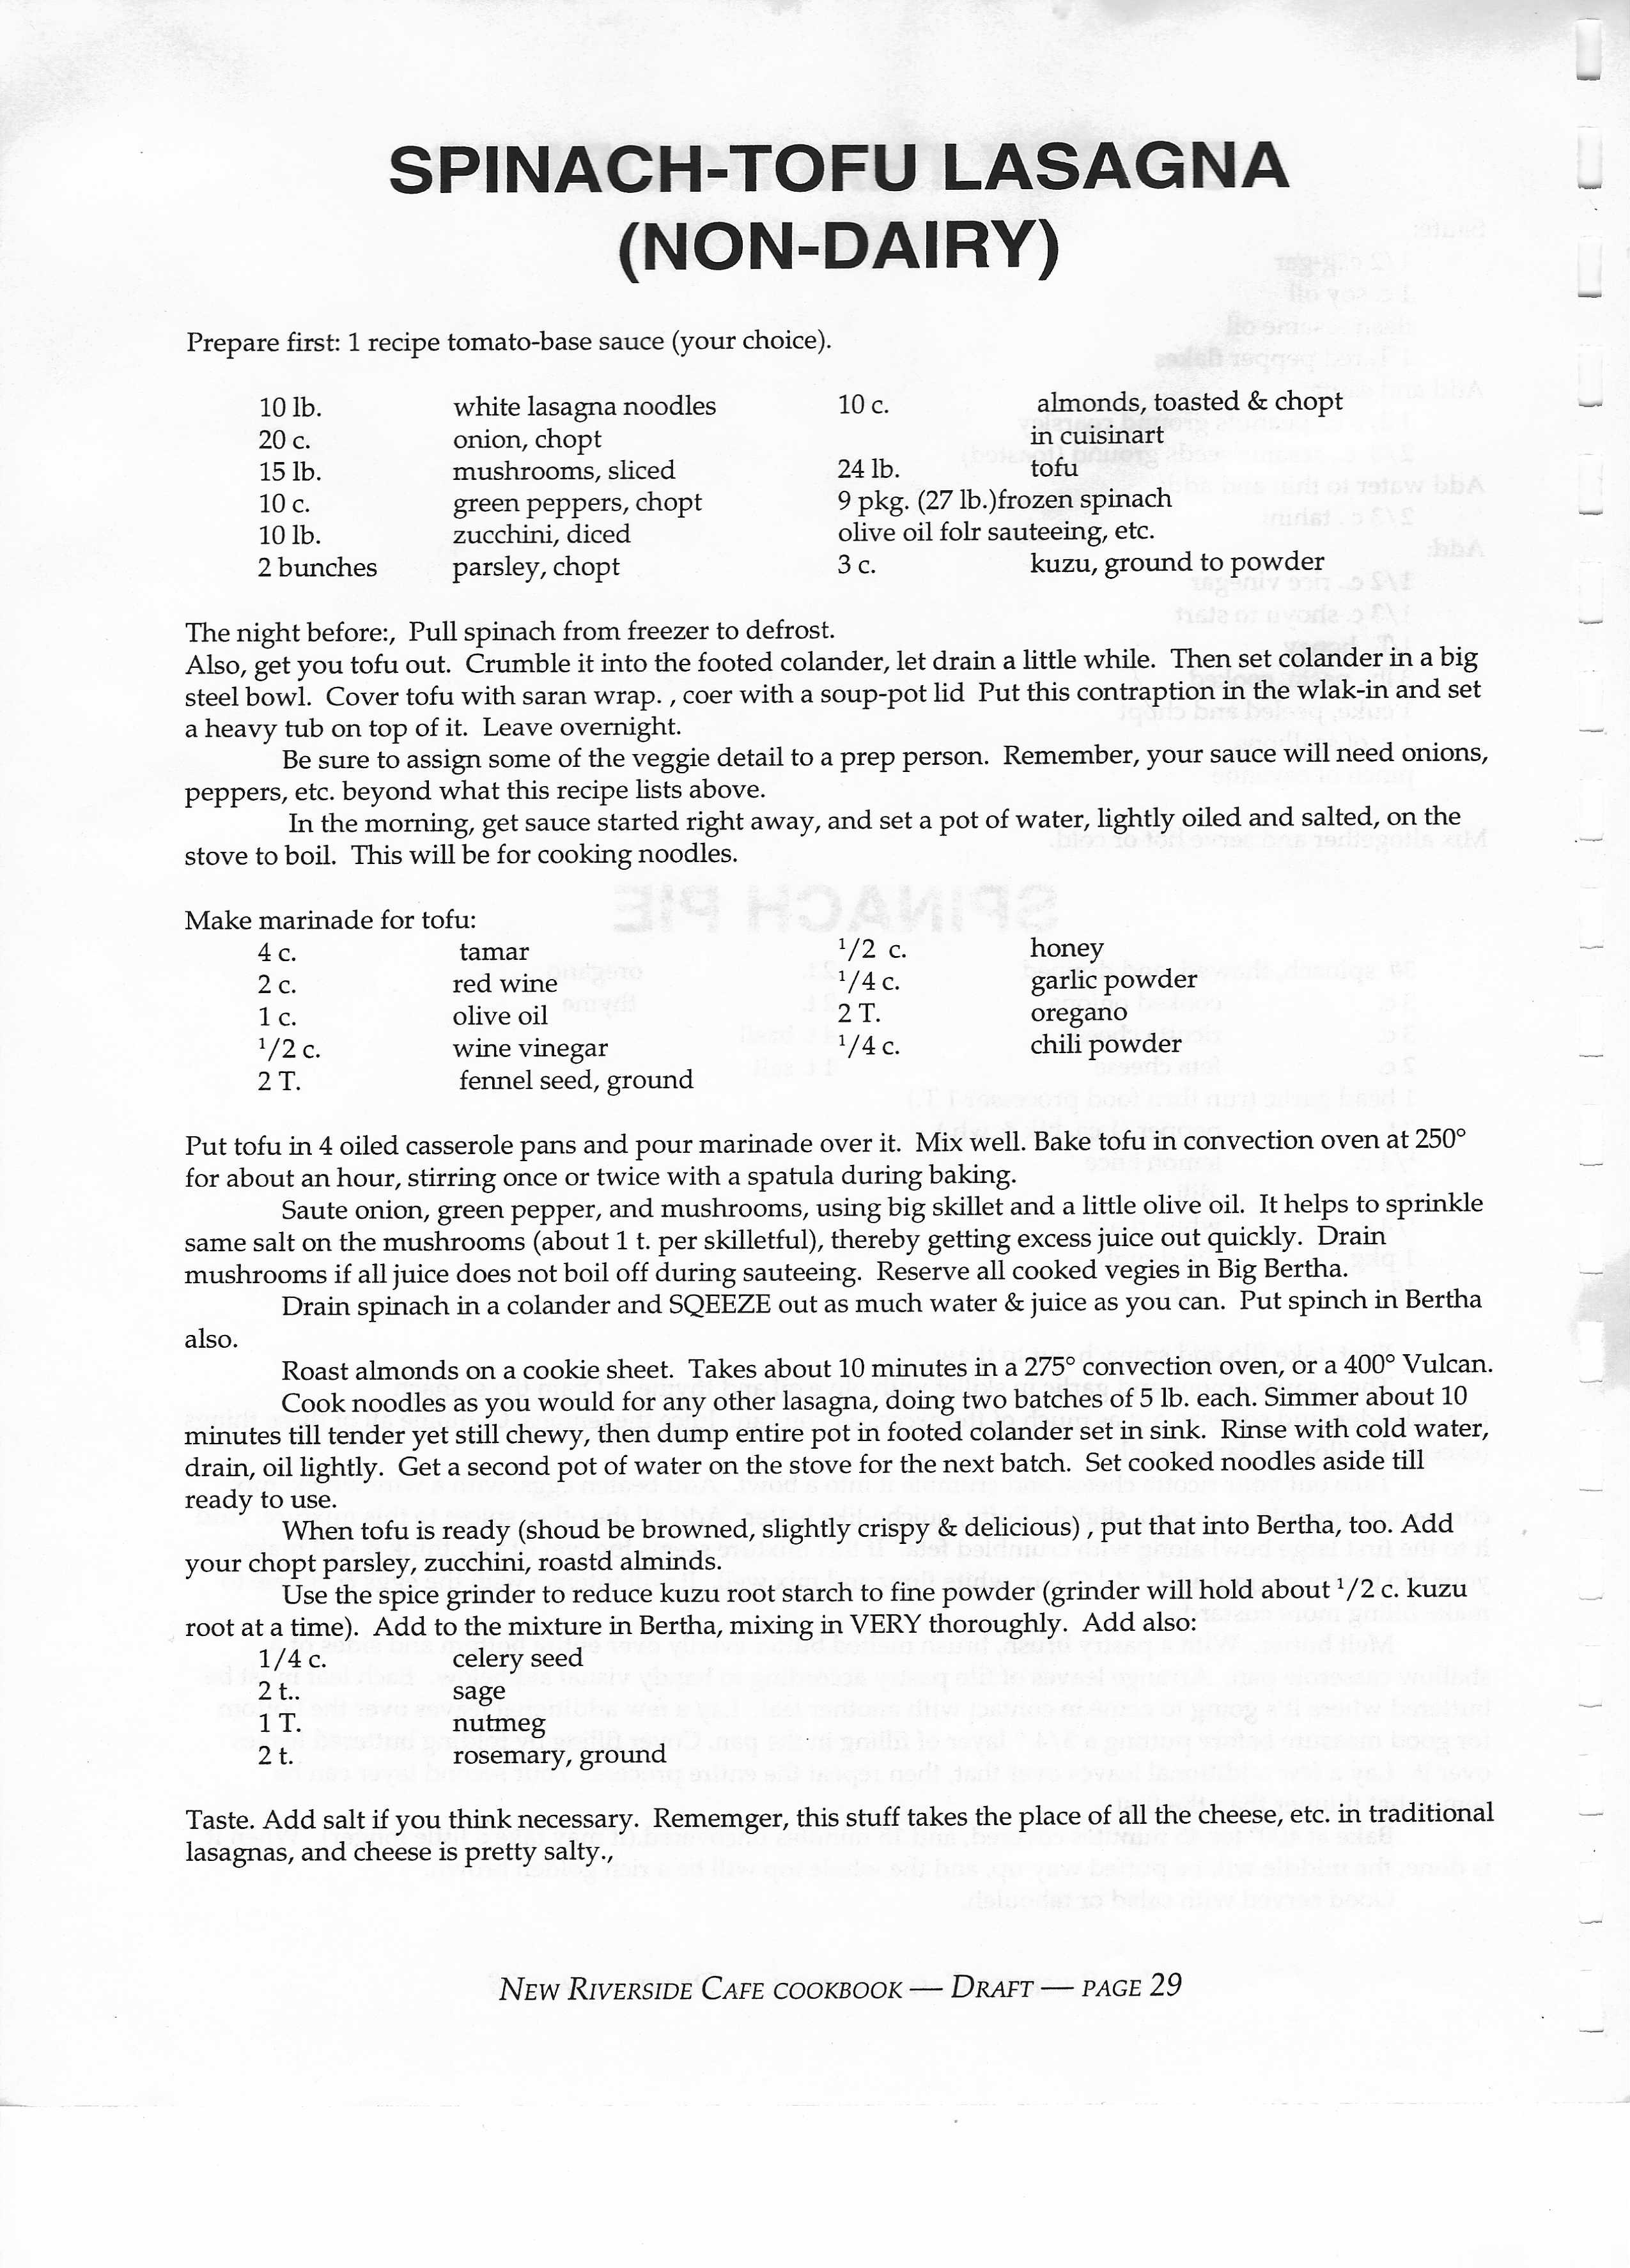 SPINACH-TOFU LASAGNA
(NON-DAIRY)
Prepare first: 1 recipe tomato-base sauce (your choice).
10 lb. white lasagna noodles 10 c. almonds, toasted & chopt
20 c. onion, chopt in cuisinart
15 lb. mushrooms, sliced 24 lb. tofu
10 c. green peppers, chopt 9 pkg. (27 lb.)frozen spinach
10 lb. zucchini, diced olive oil folr sauteeing, etc.
2 bunches parsley, chopt 3 c. kuzu, ground to powder
The night before:, Pull spinach from freezer to defrost.
Also, get you tofu out. Crumble it into the footed colander, let drain a little while. Then set colander in a big
steel bowl. Cover tofu with saran wrap. , coer with a soup-pot lid Put this contraption in the wlak-in and set
a heavy tub on top of it. Leave overnight.
Be sure to assign some of the veggie detail to a prep person. Remember, your sauce will need onions,
peppers, etc. beyond what this recipe lists above.
In the morning, get sauce started right away, and set a pot of water, lightly oiled and salted, on the
stove to boil. This will be for cooking noodles.
Make marinade for tofu:
4 c. tamar 1/2 c. honey
2 c. red wine 1/4 c. garlic powder
1 c. olive oil 2 T. oregano
1/2 c. wine vinegar 1/4 c. chili powder
2 T. fennel seed, ground
Put tofu in 4 oiled casserole pans and pour marinade over it. Mix well. Bake tofu in convection oven at 250°
for about an hour, stirring once or twice with a spatula during baking.
Saute onion, green pepper, and mushrooms, using big skillet and a little olive oil. It helps to sprinkle
same salt on the mushrooms (about 1 t. per skilletful), thereby getting excess juice out quickly. Drain
mushrooms if all juice does not boil off during sauteeing. Reserve all cooked vegies in Big Bertha.
Drain spinach in a colander and SQEEZE out as much water & juice as you can. Put spinch in Bertha
also.
Roast almonds on a cookie sheet. Takes about 10 minutes in a 275° convection oven, or a 400° Vulcan.
Cook noodles as you would for any other lasagna, doing two batches of 5 lb. each. Simmer about 10
minutes till tender yet still chewy, then dump entire pot in footed colander set in sink. Rinse with cold water,
drain, oil lightly. Get a second pot of water on the stove for the next batch. Set cooked noodles aside till
ready to use.
When tofu is ready (shoud be browned, slightly crispy & delicious) , put that into Bertha, too. Add
your chopt parsley, zucchini, roastd alminds.
Use the spice grinder to reduce kuzu root starch to fine powder (grinder will hold about 1/2 c. kuzu
root at a time). Add to the mixture in Bertha, mixing in VERY thoroughly. Add also:
1/4 c. celery seed
2 t.. sage
1 T. nutmeg
2 t. rosemary, ground
Taste. Add salt if you think necessary. Rememger, this stuff takes the place of all the cheese, etc. in traditional
lasagnas, and cheese is pretty salty.,
NEW RIVERSIDE CAFE COOKBOOK — DRAFT — PAGE 29